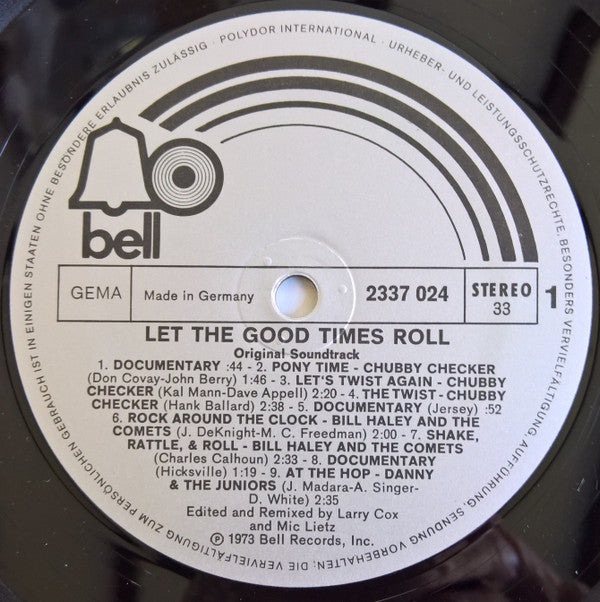 bell
GEMA
Made in Germany
2337 024
STEREO
33
1
LET THE GOOD TIMES ROLL
Original Soundtrack
1. DOCUMENTARY :44 - 2. PONY TIME - CHUBBY CHECKER
(Don Covay-John Berry) 1:46 - 3. LET'S TWIST AGAIN - CHUBBY
CHECKER (Kal Mann-Dave Appell) 2:20 - 4. THE TWIST - CHUBBY
CHECKER (Hank Ballard) 2:38 - 5. DOCUMENTARY (Jersey) :52
6. ROCK AROUND THE CLOCK - BILL HALEY AND THE
COMETS (J. DeKnight-M. C. Freedman) 2:00 - 7. SHAKE,
RATTLE, & ROLL - BILL HALEY AND THE COMETS
(Charles Calhoun) 2:33 - 8. DOCUMENTARY
(Hicksville) 1:19 - 9. AT THE HOP - DANNY
& THE JUNIORS (J. Madara-A. Singer-
D. White) 2:35
Edited and Remixed by Larry Cox
and Mic Lietz
℗ 1973 Bell Records, Inc.
POLYDOR INTERNATIONAL · URHEBER- UND LEISTUNGSSCHUTZRECHTE, BESONDERS VERVIELFÄLTIGUNG, AUFFÜHRUNG, SENDUNG VORBEHALTEN; DIE VERVIELFÄLTIGUNG ZUM PERSÖNLICHEN GEBRAUCH IST IN EINIGEN STAATEN OHNE BESONDERE ERLAUBNIS ZULÄSSIG ·